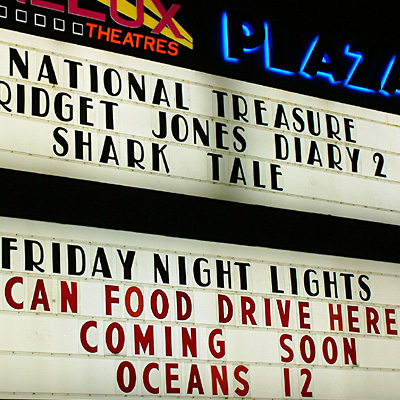 THEATRES
PLAZA
NATIONAL TREASURE
RIDGET JONES DIARY 2
SHARK TALE
FRIDAY NIGHT LIGHTS
CAN FOOD DRIVE HERE
COMING SOON
OCEANS 12